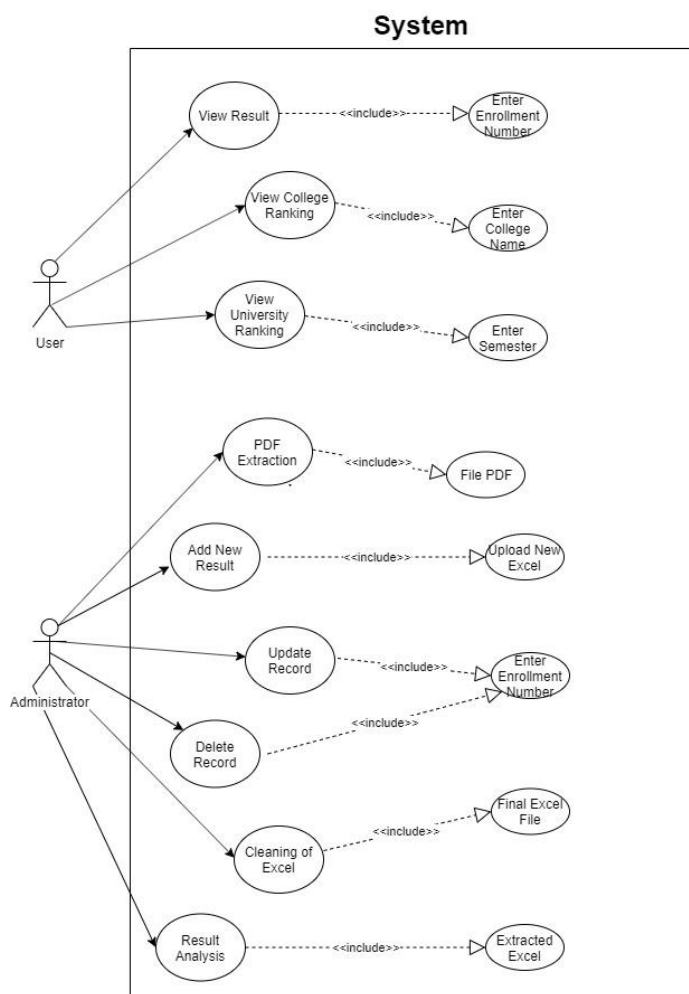 System
View Result
<<include>>
Enter
Enrollment
Number
View College
Ranking
<<include>>
Enter
College
Name
View
University
Ranking
<<include>>
Enter
Semester
User
PDF
Extraction
<<include>>
File PDF
Add New
Result
<<include>>
Upload New
Excel
Update
Record
<<include>>
Enter
Enrollment
Number
Administrator
Delete
Record
<<include>>
Cleaning of
Excel
<<include>>
Final Excel
File
Result
Analysis
<<include>>
Extracted
Excel